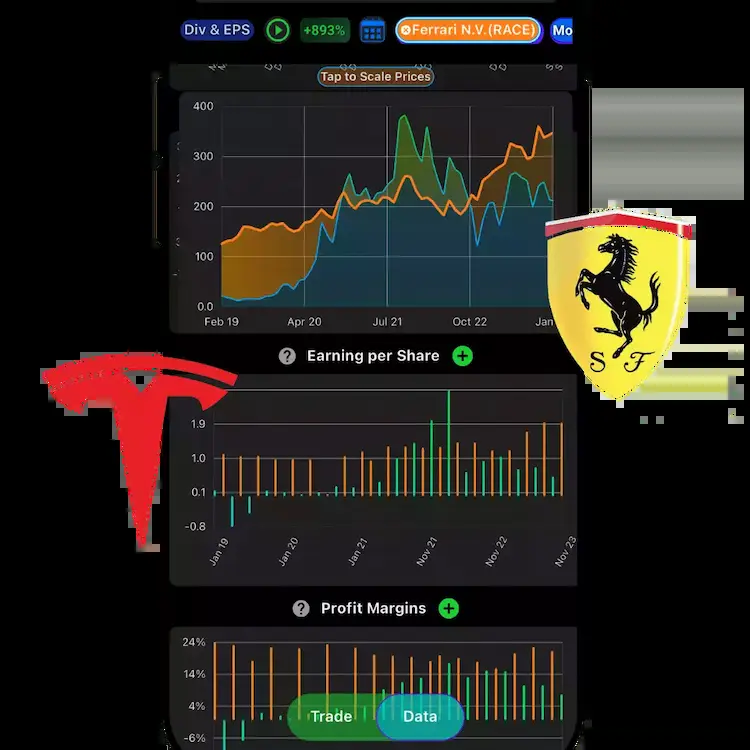 Div & EPS
+893%
Ferrari N.V.(RACE)
Mo
Tap to Scale Prices
400
300
200
100
0.0
Feb 19
Apr 20
Jul 21
Oct 22
Jan
S F
? Earning per Share +
1.9
1.0
0.1
-0.8
Jan 19
Jan 20
Jan 21
Nov 21
Nov 22
Nov 23
? Profit Margins +
24%
14%
4%
-6%
Trade
Data